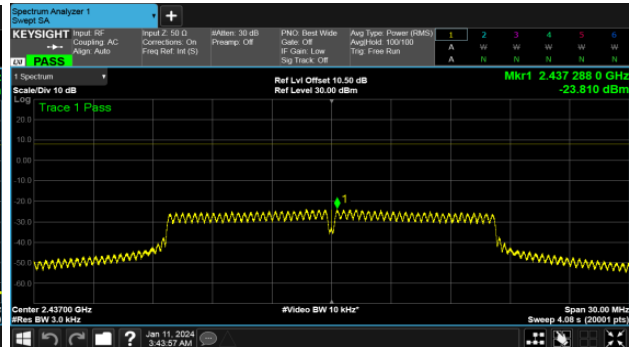 Spectrum Analyzer 1
Swept SA
+
KEYSIGHT Input: RF Input Z: 50 Ω #Atten: 30 dB PNO: Best Wide Avg Type: Power (RMS) 1 2 3 4 5 6
Coupling: AC Corrections: On Preamp: Off Gate: Off Avg|Hold: 100/100 A W W W W W
Align: Auto Freq Ref: Int (S) IF Gain: Low Trig: Free Run
LXI PASS Sig Track: Off A N N N N N
1 Spectrum Ref Lvl Offset 10.50 dB Mkr1 2.437 288 0 GHz
Scale/Div 10 dB Ref Level 30.00 dBm -23.810 dBm
Log
Trace 1 Pass
20.0
10.0
0.00
-10.0
-20.0
1
-30.0
-40.0
-50.0
-60.0
Center 2.43700 GHz #Video BW 10 kHz* Span 30.00 MHz
#Res BW 3.0 kHz Sweep 4.08 s (20001 pts)
? Jan 11, 2024
3:43:57 AM